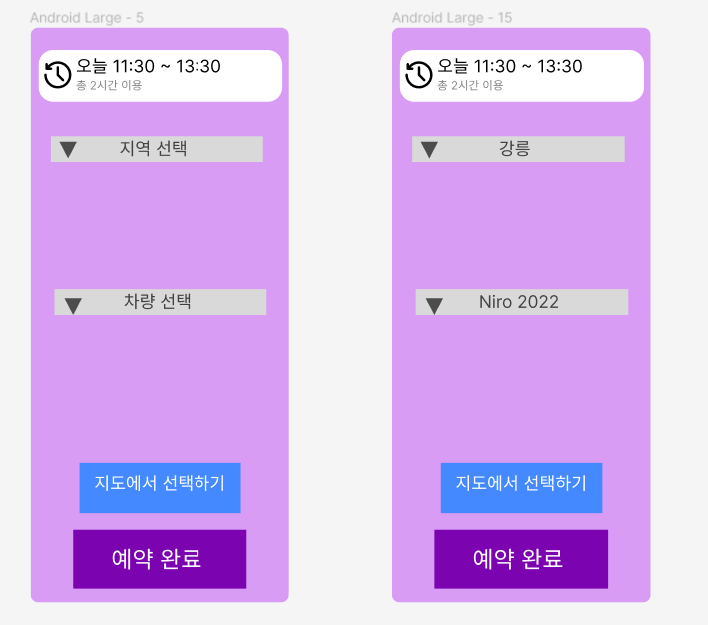 Android Large - 5
오늘 11:30 ~ 13:30
총 2시간 이용
지역 선택
차량 선택
지도에서 선택하기
예약 완료
Android Large - 15
오늘 11:30 ~ 13:30
총 2시간 이용
강릉
Niro 2022
지도에서 선택하기
예약 완료